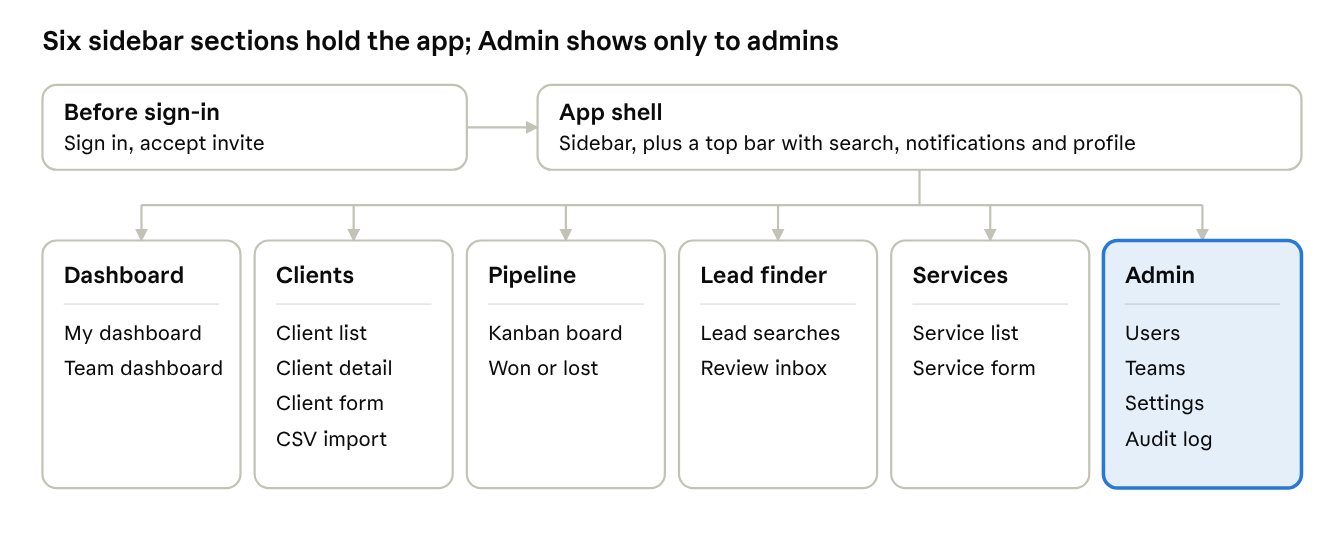 Six sidebar sections hold the app; Admin shows only to admins
Before sign-in
Sign in, accept invite
App shell
Sidebar, plus a top bar with search, notifications and profile
Dashboard
My dashboard
Team dashboard
Clients
Client list
Client detail
Client form
CSV import
Pipeline
Kanban board
Won or lost
Lead finder
Lead searches
Review inbox
Services
Service list
Service form
Admin
Users
Teams
Settings
Audit log